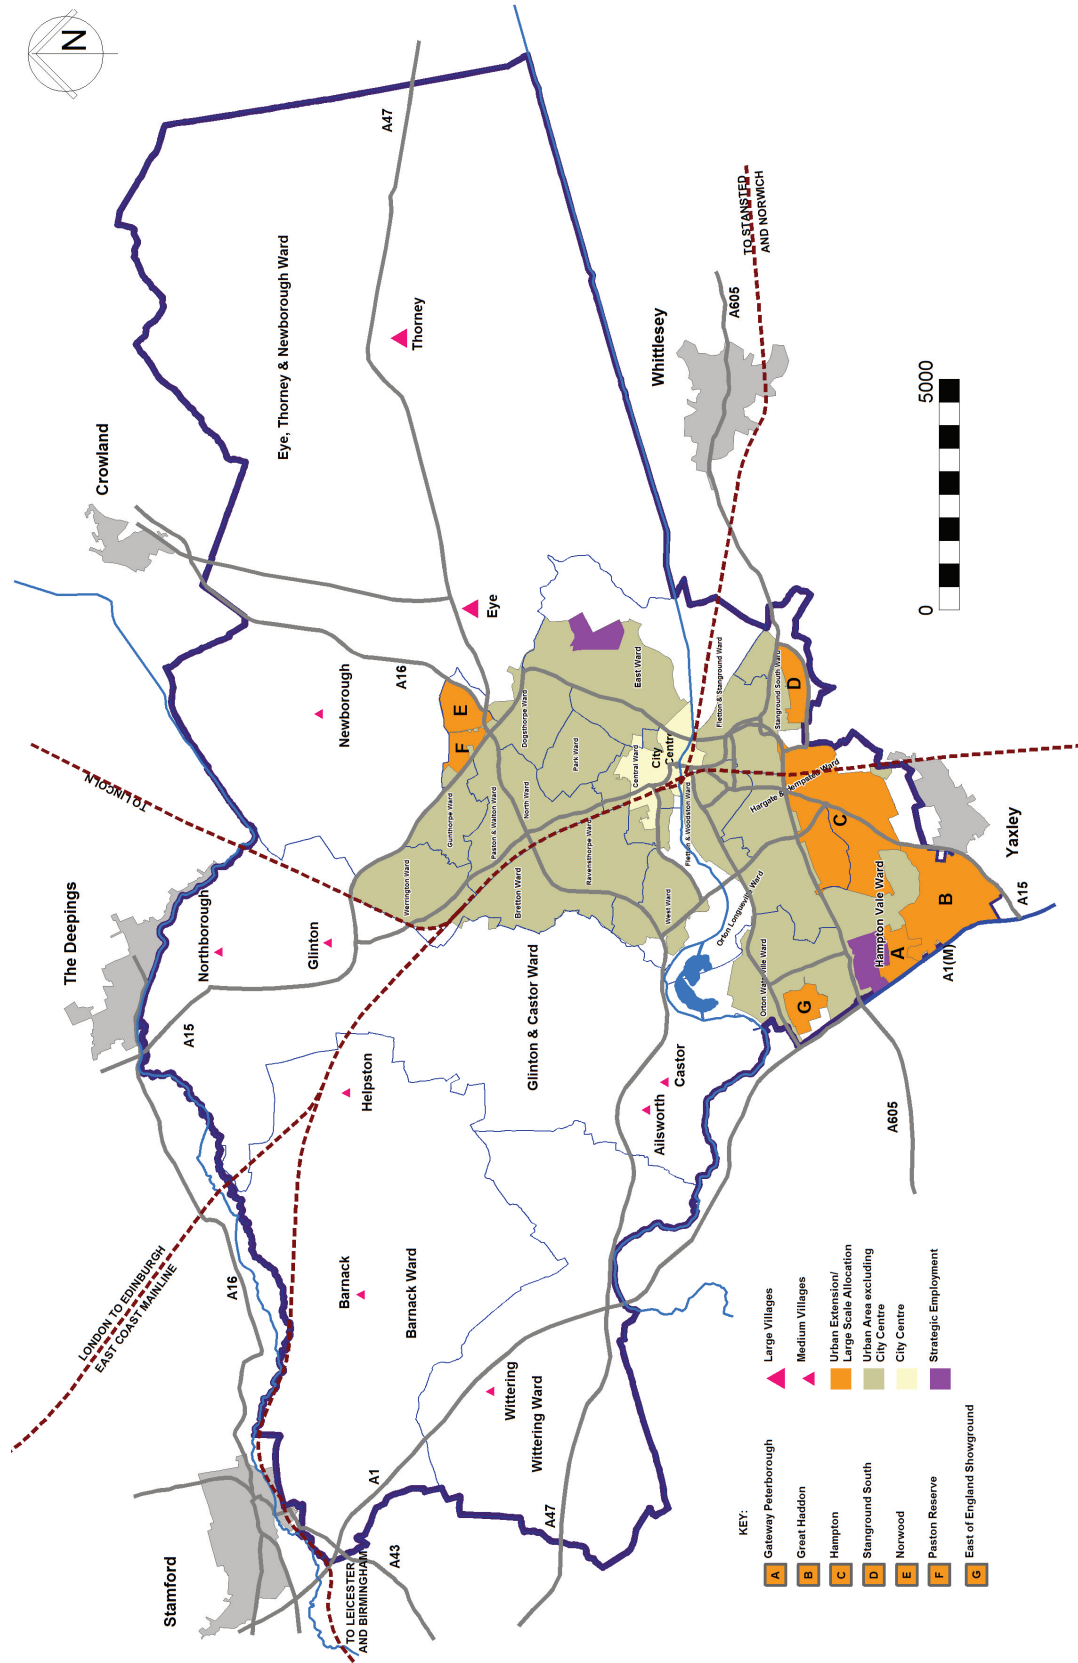 N
Stamford
The Deepings
Crowland
Whittlesey
Yaxley
LONDON TO EDINBURGH
EAST COAST MAINLINE
TO LINCOLN
TO LEICESTER
AND BIRMINGHAM
TO STANSTED
AND NORWICH
A16
A15
A43
A1
A47
A16
A47
A605
A605
A1(M)
A15
Northborough
Glinton
Helpston
Barnack
Barnack Ward
Wittering
Wittering Ward
Ailsworth
Castor
Glinton & Castor Ward
Newborough
Eye
Thorney
Eye, Thorney & Newborough Ward
Werrington Ward
Gunthorpe Ward
Paston & Walton Ward
North Ward
Dogsthorpe Ward
Bretton Ward
Ravensthorpe Ward
Park Ward
Central Ward
City
Centre
East Ward
West Ward
Fletton & Woodston Ward
Fletton & Stanground Ward
Stanground South Ward
Orton Longueville Ward
Orton Waterville Ward
Hargate & Hempsted Ward
Hampton Vale Ward
A
B
C
D
E
F
G
0
5000
KEY:
A Gateway Peterborough
B Great Haddon
C Hampton
D Stanground South
E Norwood
F Paston Reserve
G East of England Showground
Large Villages
Medium Villages
Urban Extension/
Large Scale Allocation
Urban Area excluding
City Centre
City Centre
Strategic Employment